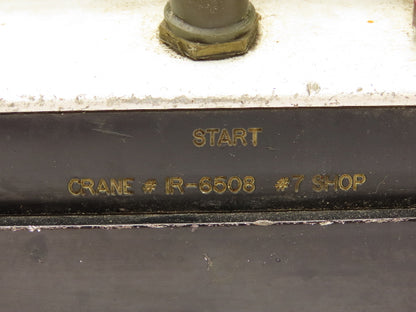 START
CRANE # IR-6508 #7 SHOP